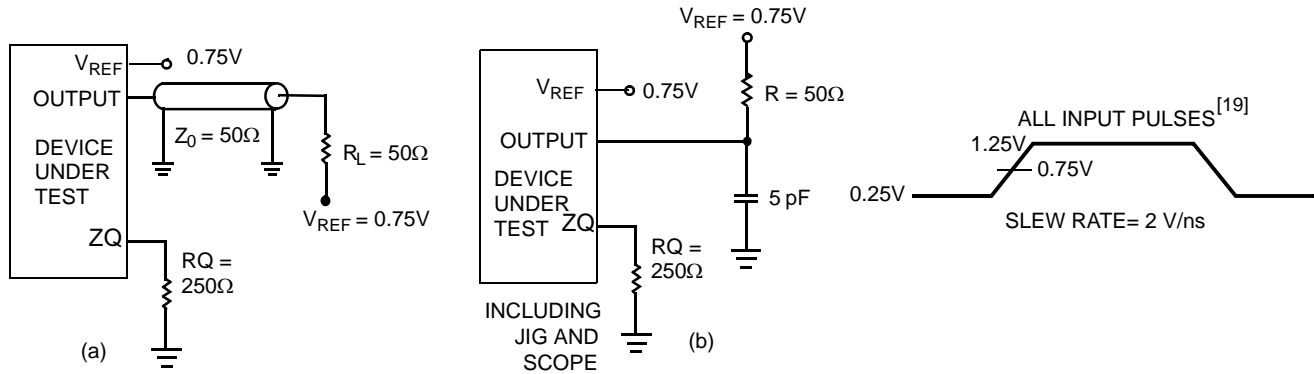 V_REF 0.75V
OUTPUT
Z_0 = 50Ω
DEVICE
UNDER
TEST
R_L = 50Ω
V_REF = 0.75V
ZQ
RQ =
250Ω
(a)
V_REF = 0.75V
R = 50Ω
V_REF 0.75V
OUTPUT
DEVICE
UNDER
TEST
ZQ
5 pF
RQ =
250Ω
INCLUDING
JIG AND
SCOPE
(b)
ALL INPUT PULSES[19]
1.25V
0.75V
0.25V
SLEW RATE= 2 V/ns